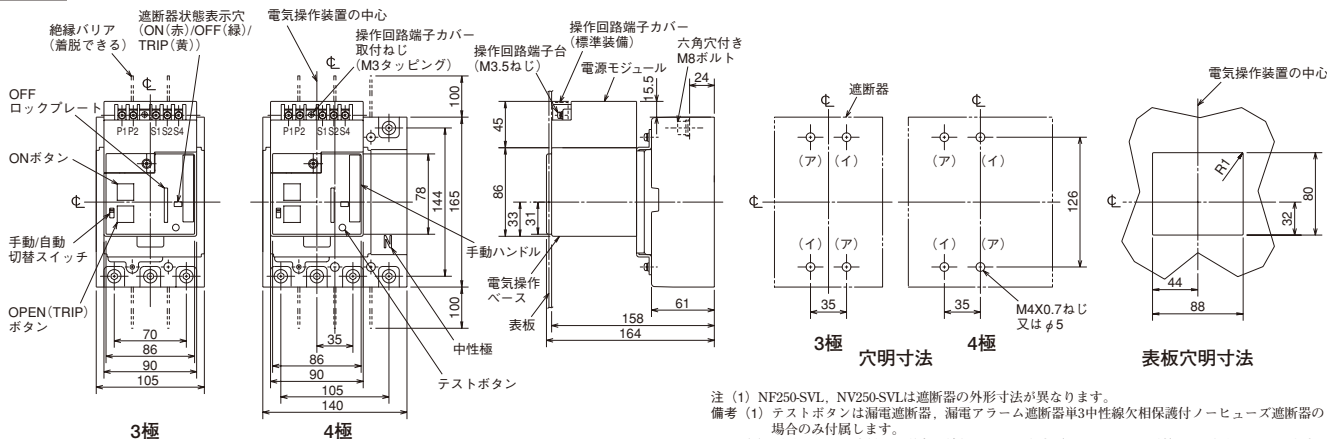 絶縁バリア
(着脱できる)
遮断器状態表示穴
(ON(赤)/OFF(緑)/
TRIP(黄))
電気操作装置の中心
操作回路端子カバー
取付ねじ
(M3タッピング)
OFF
ロックプレート
ONボタン
手動/自動
切替スイッチ
OPEN(TRIP)
ボタン
P1P2 S1S2S4
70
86
90
105
3極
P1P2 S1S2S4
N
100
78
144
165
100
35
86
90
105
140
4極
手動ハンドル
中性極
テストボタン
操作回路端子カバー
(標準装備)
操作回路端子台
(M3.5ねじ)
電源モジュール
六角穴付き
M8ボルト
24
15.5
45
86
33
31
電気操作
ベース
表板
61
158
164
遮断器
(ア) (イ)
(イ) (ア)
35
3極
(ア) (イ)
(イ) (ア)
126
35
M4X0.7ねじ
又はφ5
4極
穴明寸法
電気操作装置の中心
R1
80
32
44
88
表板穴明寸法
注(1)NF250-SVL,NV250-SVLは遮断器の外形寸法が異なります。
備考(1)テストボタンは漏電遮断器,漏電アラーム遮断器単3中性線欠相保護付ノーヒューズ遮断器の
場合のみ付属します。